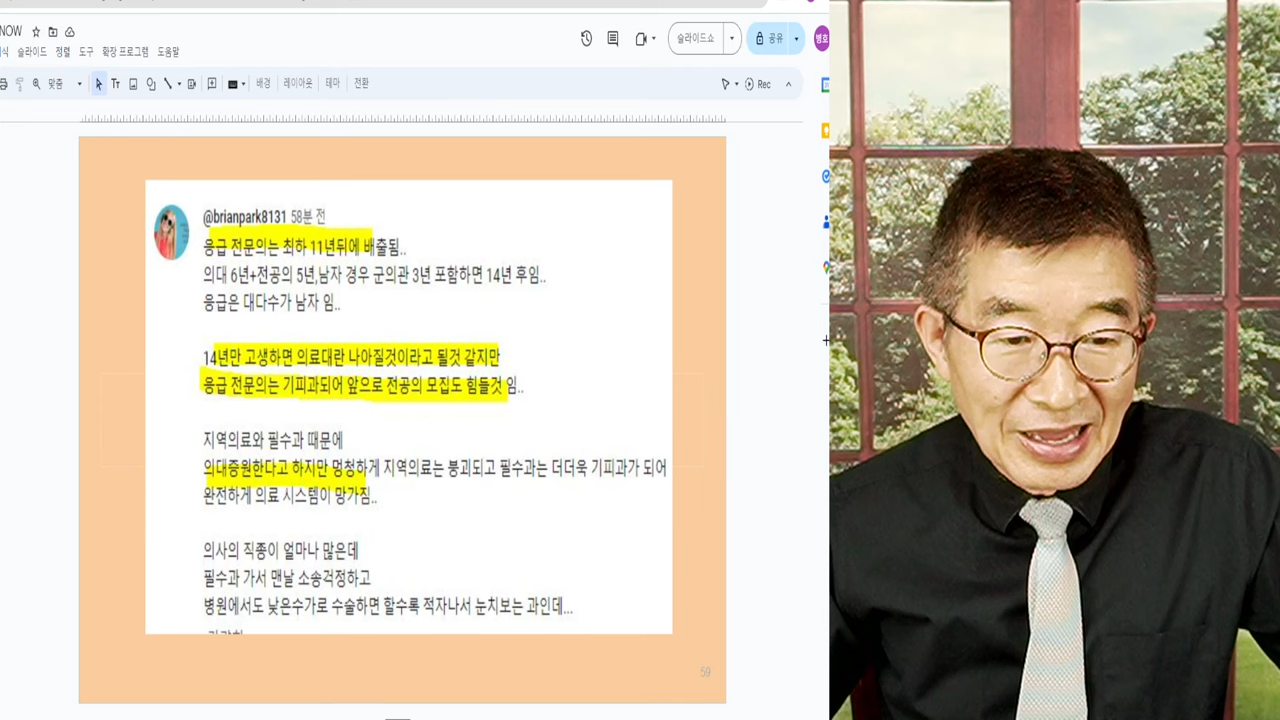 NOW
슬라이드 정렬 도구 확장 프로그램 도움말
슬라이드쇼
공유
병호
맞춤
Tт
배경 레이아웃 테마 전환
Rec
@brianpark8131 58분 전
응급 전문의는 최하 11년뒤에 배출됨..
의대 6년+전공의 5년,남자 경우 군의관 3년 포함하면 14년 후임..
응급은 대다수가 남자 임..
14년만 고생하면 의료대란 나아질것이라고 될것 같지만
응급 전문의는 기피과되어 앞으로 전공의 모집도 힘들것 임..
지역의료와 필수과 때문에
의대증원한다고 하지만 멍청하게 지역의료는 붕괴되고 필수과는 더더욱 기피과가 되어
완전하게 의료 시스템이 망가짐..
의사의 직종이 얼마나 많은데
필수과 가서 맨날 소송걱정하고
병원에서도 낮은수가로 수술하면 할수록 적자나서 눈치보는 과인데...
59